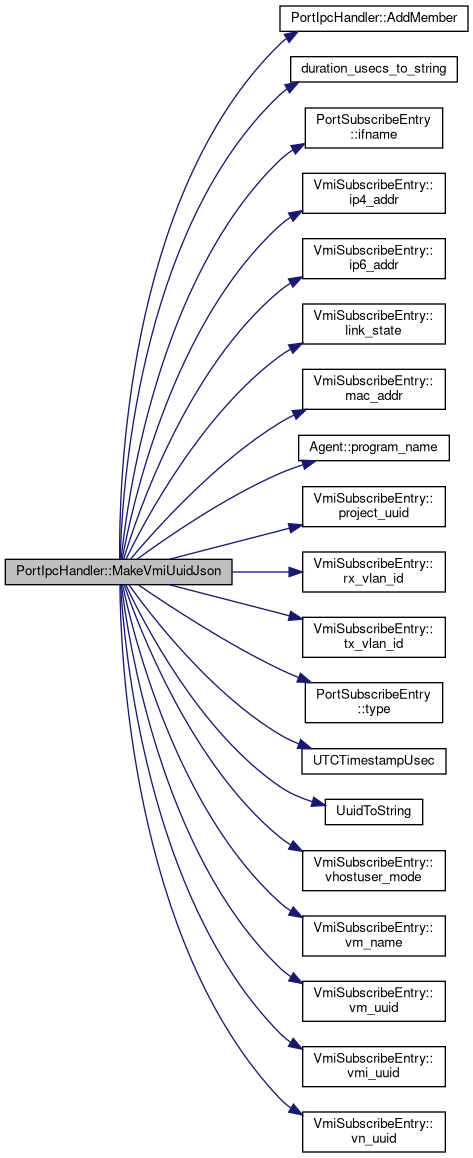 PortIpcHandler::AddMember
duration_usecs_to_string
PortSubscribeEntry
::ifname
VmiSubscribeEntry::
ip4_addr
VmiSubscribeEntry::
ip6_addr
VmiSubscribeEntry::
link_state
VmiSubscribeEntry::
mac_addr
Agent::program_name
VmiSubscribeEntry::
project_uuid
PortIpcHandler::MakeVmiUuidJson
VmiSubscribeEntry::
rx_vlan_id
VmiSubscribeEntry::
tx_vlan_id
PortSubscribeEntry
::type
UTCTimestampUsec
UuidToString
VmiSubscribeEntry::
vhostuser_mode
VmiSubscribeEntry::
vm_name
VmiSubscribeEntry::
vm_uuid
VmiSubscribeEntry::
vmi_uuid
VmiSubscribeEntry::
vn_uuid